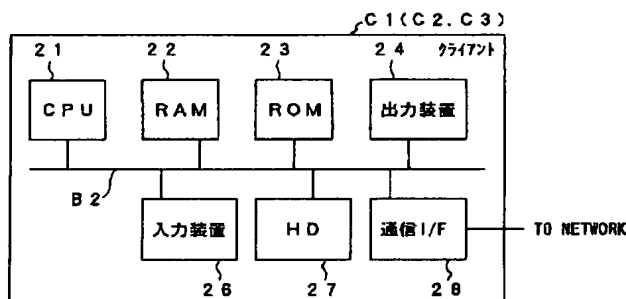 C1(C2.C3)
21 22 23 24 クライアント
CPU RAM ROM 出力装置
B2
入力装置 HD 通信I/F TO NETWORK
26 27 28